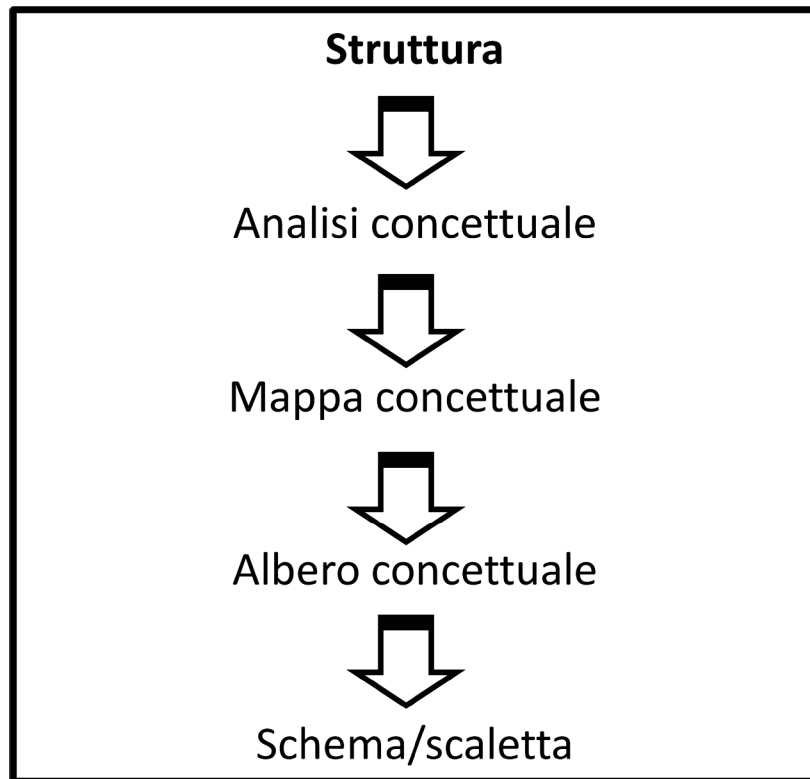 Struttura
Analisi concettuale
Mappa concettuale
Albero concettuale
Schema/scaletta